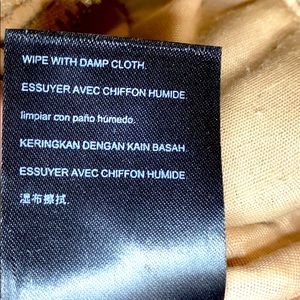 WIPE WITH DAMP CLOTH.
ESSUYER AVEC CHIFFON HUMIDE.
limpiar con paño húmedo.
KERINGKAN DENGAN KAIN BASAH.
ESSUYER AVEC CHIFFON HUMIDE.
濕布擦拭.